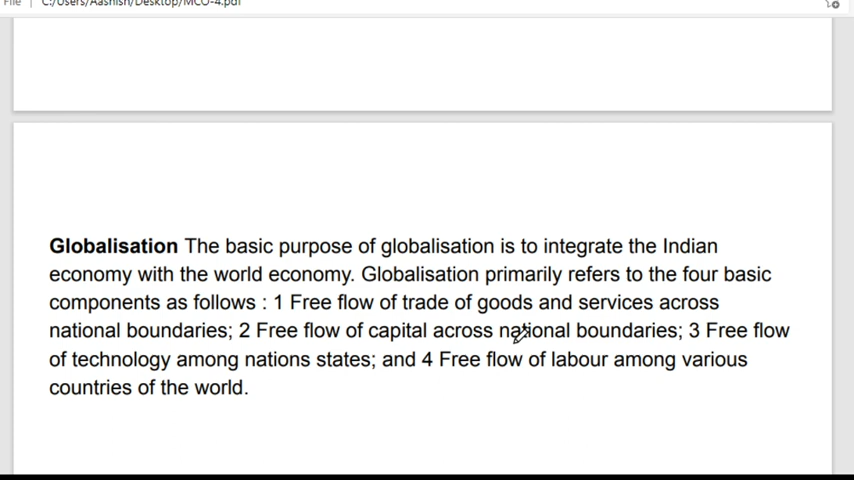 File | C:/Users/Aashish/Desktop/MCO-4.pdf
Globalisation The basic purpose of globalisation is to integrate the Indian
economy with the world economy. Globalisation primarily refers to the four basic
components as follows : 1 Free flow of trade of goods and services across
national boundaries; 2 Free flow of capital across national boundaries; 3 Free flow
of technology among nations states; and 4 Free flow of labour among various
countries of the world.